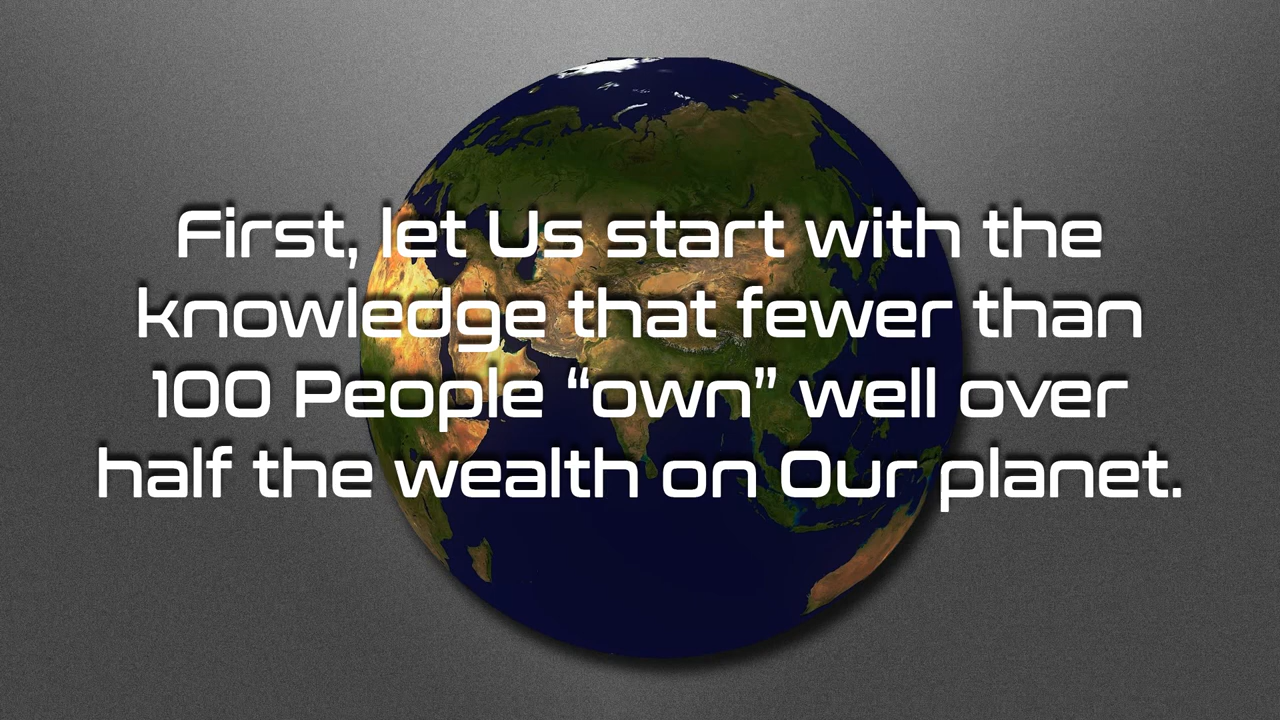 First, let Us start with the
knowledge that fewer than
100 People “own” well over
half the wealth on Our planet.